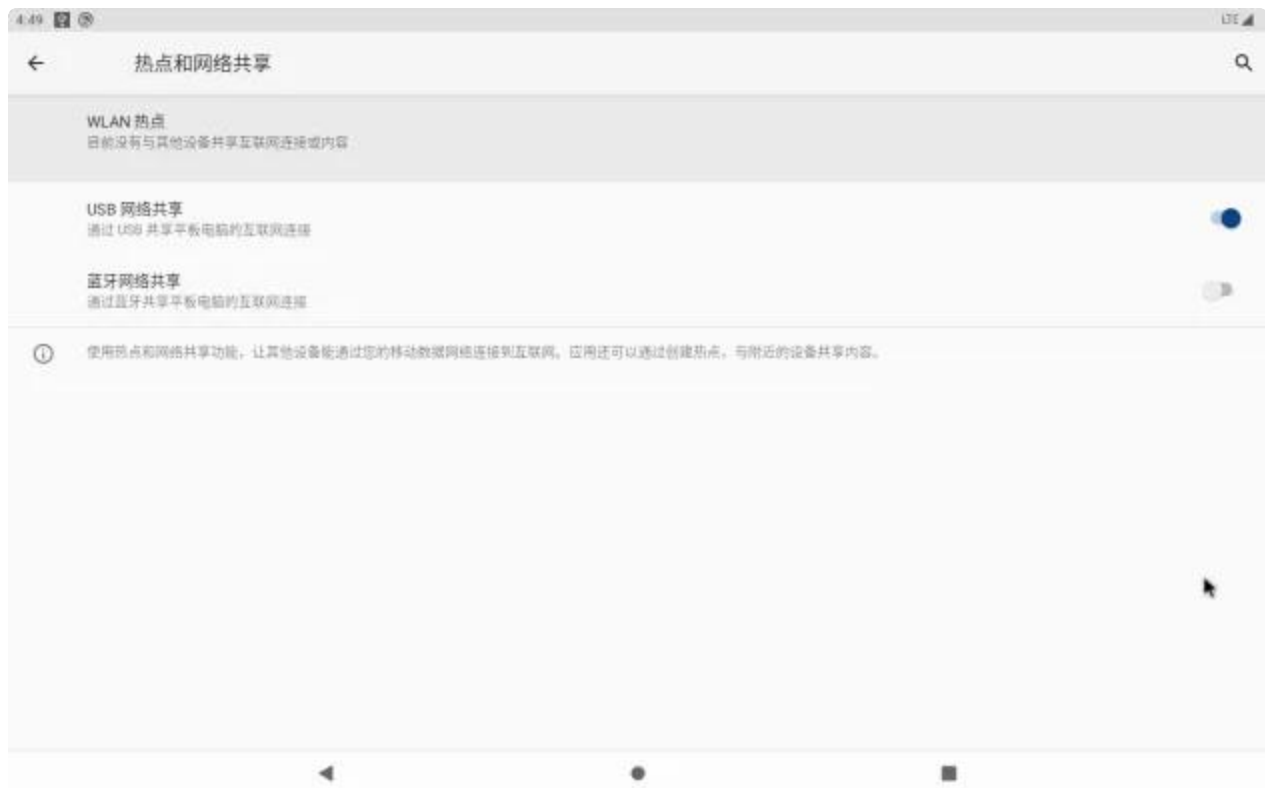 4:49
LTE
热点和网络共享
WLAN 热点
目前没有与其他设备共享互联网连接或内容
USB 网络共享
通过 USB 共享平板电脑的互联网连接
蓝牙网络共享
通过蓝牙共享平板电脑的互联网连接
使用热点和网络共享功能，让其他设备能通过您的移动数据网络连接到互联网。应用还可以通过创建热点，与附近的设备共享内容。